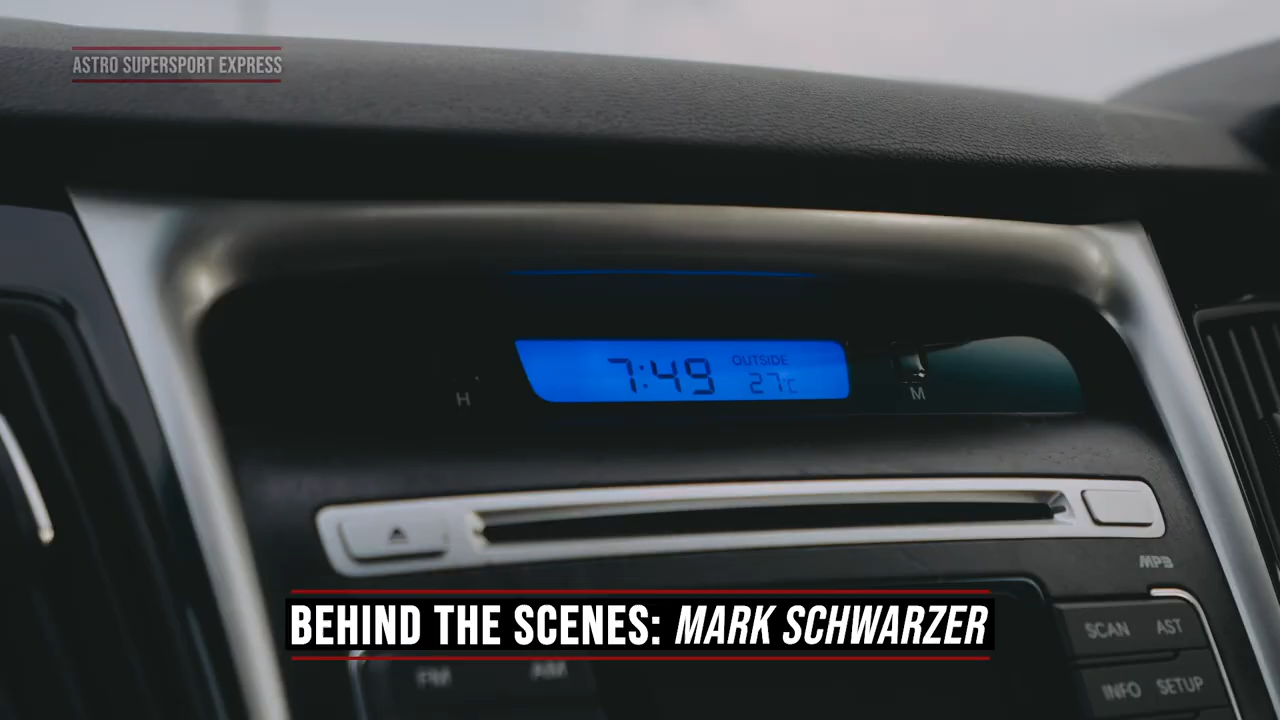 ASTRO SUPERSPORT EXPRESS
OUTSIDE
7:49 27°C
H M
MP3
BEHIND THE SCENES: MARK SCHWARZER
SCAN AST
FM AM
INFO SETUP